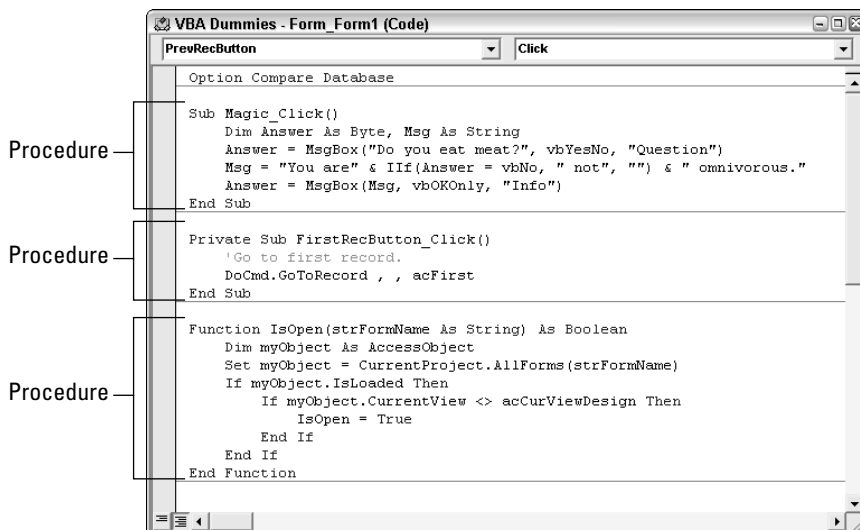 VBA Dummies - Form_Form1 (Code)
PrevRecButton Click
Option Compare Database
Procedure
Sub Magic_Click()
    Dim Answer As Byte, Msg As String
    Answer = MsgBox("Do you eat meat?", vbYesNo, "Question")
    Msg = "You are" & IIf(Answer = vbNo, " not", "") & " omnivorous."
    Answer = MsgBox(Msg, vbOKOnly, "Info")
End Sub
Procedure
Private Sub FirstRecButton_Click()
    'Go to first record.
    DoCmd.GoToRecord , , acFirst
End Sub
Procedure
Function IsOpen(strFormName As String) As Boolean
    Dim myObject As AccessObject
    Set myObject = CurrentProject.AllForms(strFormName)
    If myObject.IsLoaded Then
        If myObject.CurrentView <> acCurViewDesign Then
            IsOpen = True
        End If
    End If
End Function